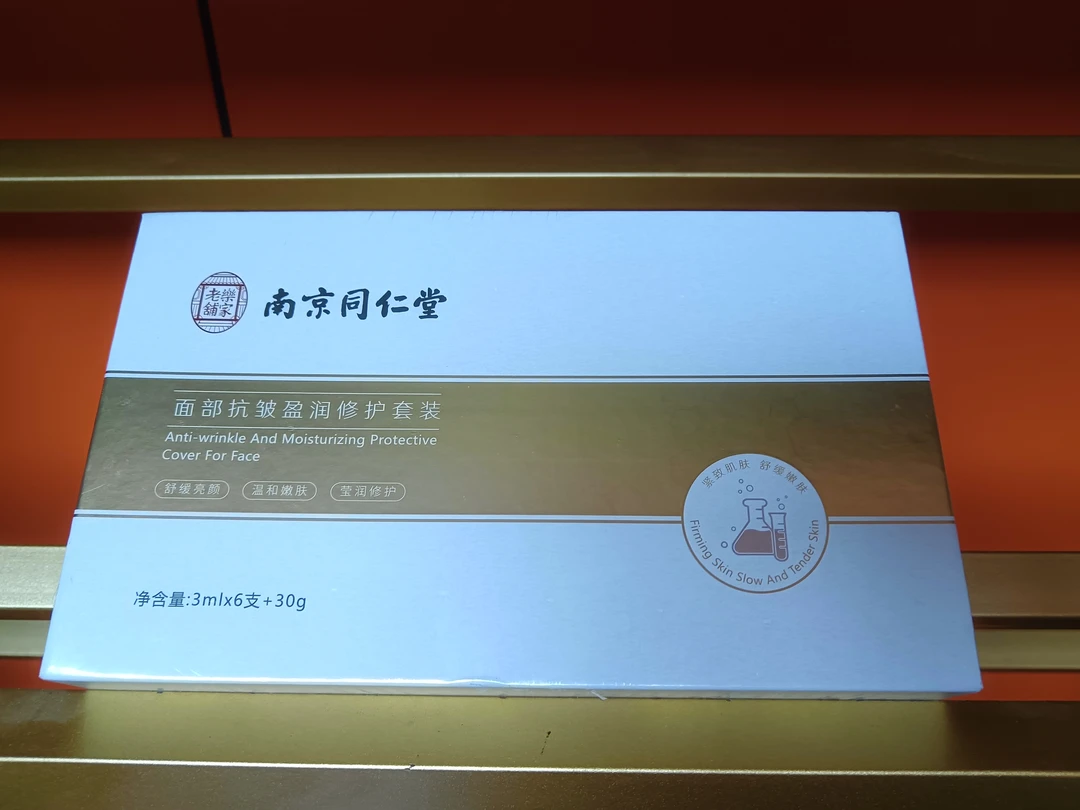 樂家
老舖
南京同仁堂
面部抗皱盈润修护套装
Anti-wrinkle And Moisturizing Protective
Cover For Face
舒缓亮颜
温和嫩肤
莹润修护
紧致肌肤 舒缓嫩肤
Firming Skin Slow And Tender Skin
净含量:3mlx6支+30g